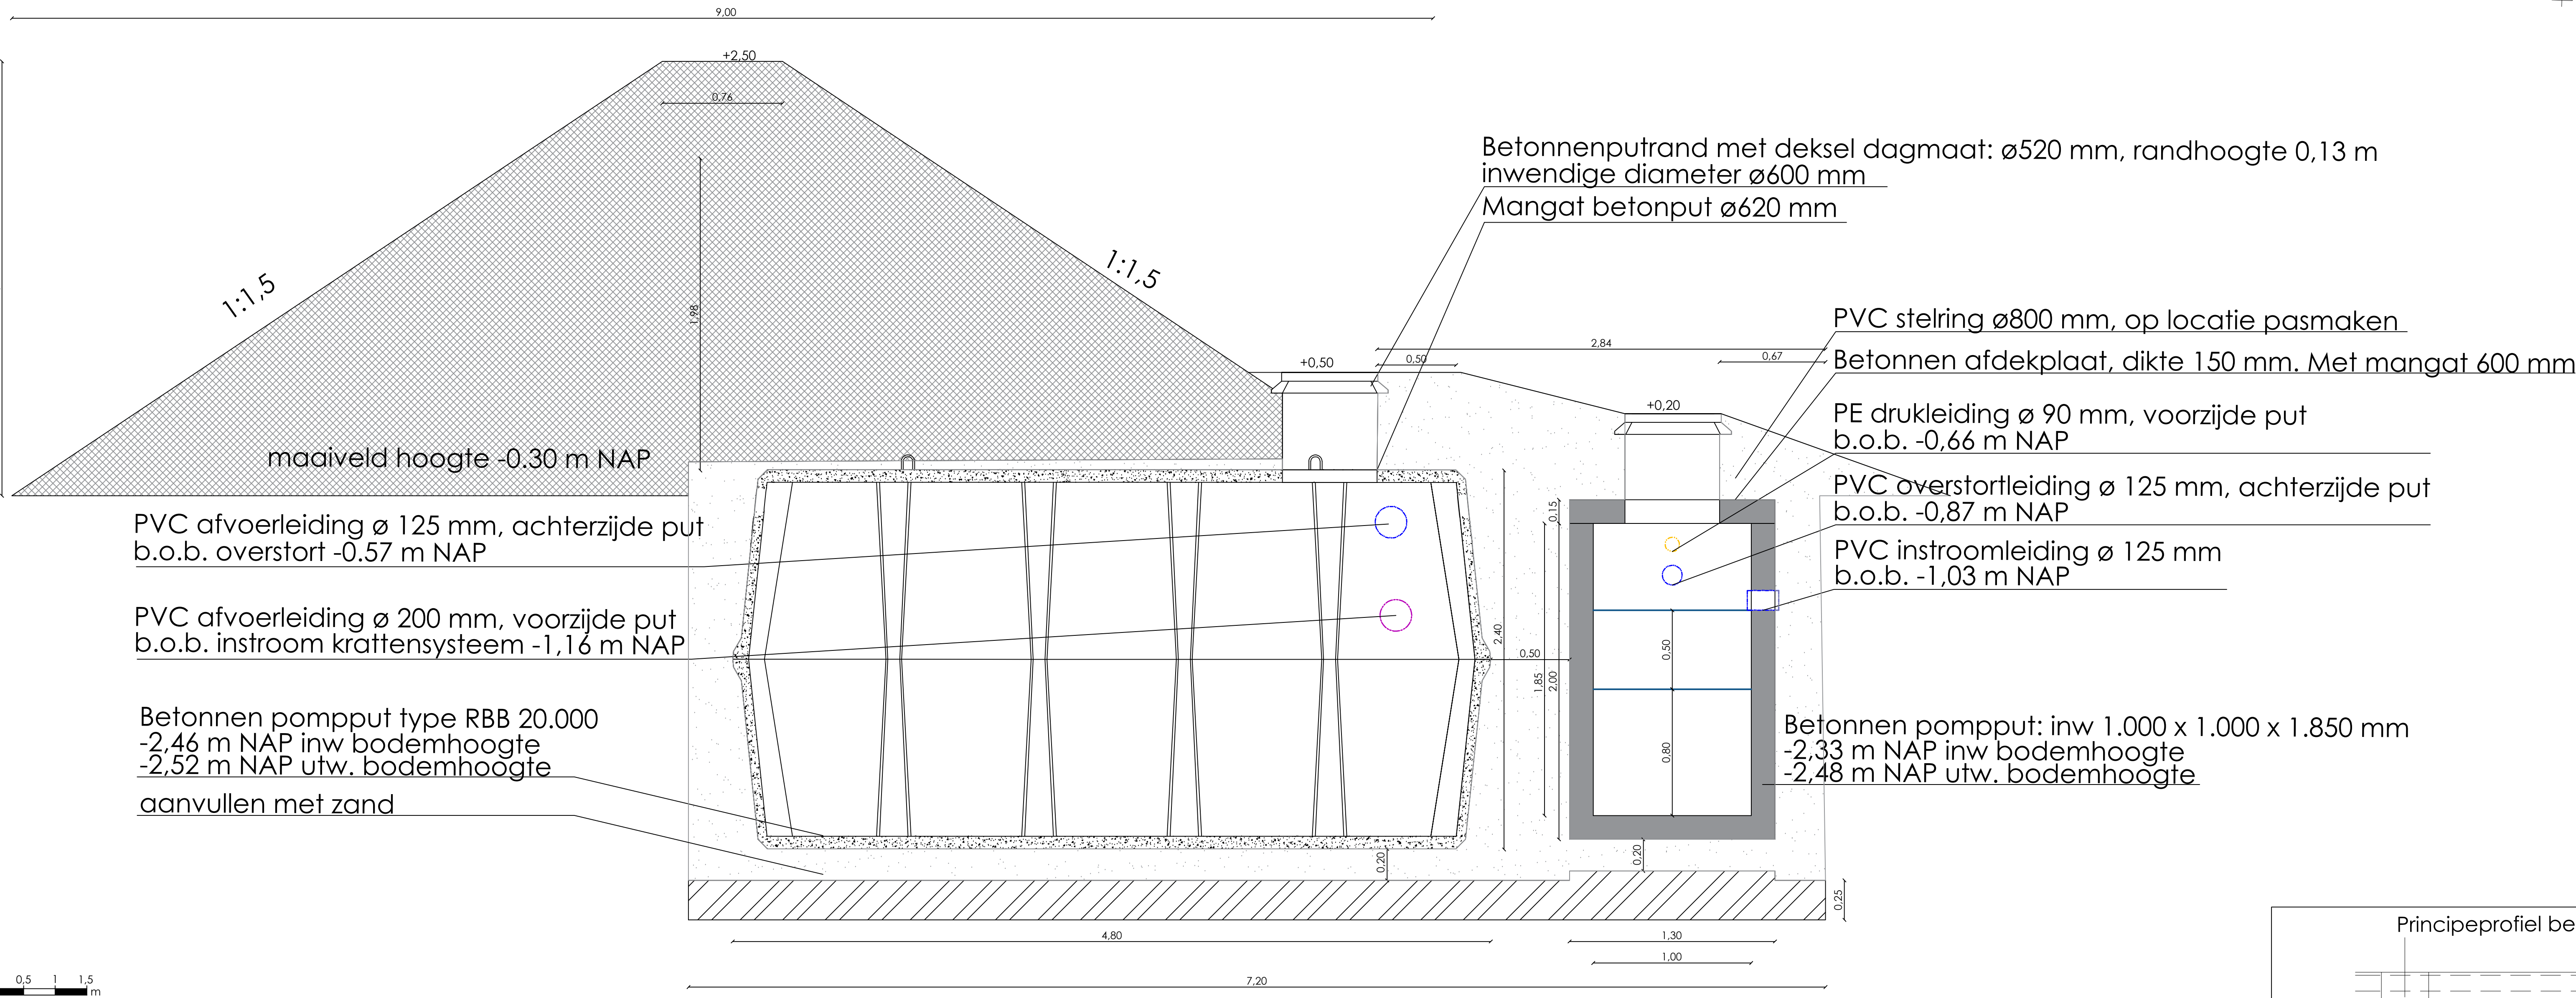 9,00
+2,50
0,76
1,98
1:1,5
1:1,5
Betonnenputrand met deksel dagmaat: ø520 mm, randhoogte 0,13 m
inwendige diameter ø600 mm
Mangat betonput ø620 mm
PVC stelring ø800 mm, op locatie pasmaken
Betonnen afdekplaat, dikte 150 mm. Met mangat 600 mm
PE drukleiding ø 90 mm, voorzijde put
b.o.b. -0,66 m NAP
PVC overstortleiding ø 125 mm, achterzijde put
b.o.b. -0,87 m NAP
PVC instroomleiding ø 125 mm
b.o.b. -1,03 m NAP
2,84
0,50
0,67
+0,50
+0,20
maaiveld hoogte -0.30 m NAP
PVC afvoerleiding ø 125 mm, achterzijde put
b.o.b. overstort -0.57 m NAP
PVC afvoerleiding ø 200 mm, voorzijde put
b.o.b. instroom krattensysteem -1,16 m NAP
Betonnen pompput type RBB 20.000
-2,46 m NAP inw bodemhoogte
-2,52 m NAP utw. bodemhoogte
aanvullen met zand
0,15
2,40
0,50
1,85
2,00
0,50
0,80
Betonnen pompput: inw 1.000 x 1.000 x 1.850 mm
-2,33 m NAP inw bodemhoogte
-2,48 m NAP utw. bodemhoogte
0,20
0,20
0,25
4,80
1,30
1,00
7,20
0,5 1 1,5
m
Principeprofiel be